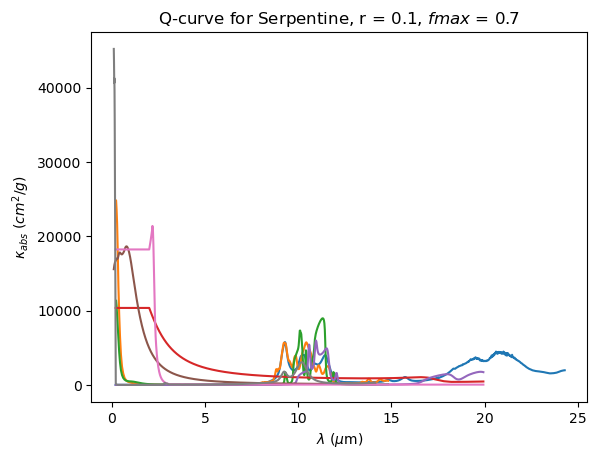 Q-curve for Serpentine, r = 0.1, fmax = 0.7
40000
30000
20000
10000
0
κabs (cm²/g)
0 5 10 15 20 25
λ (μm)